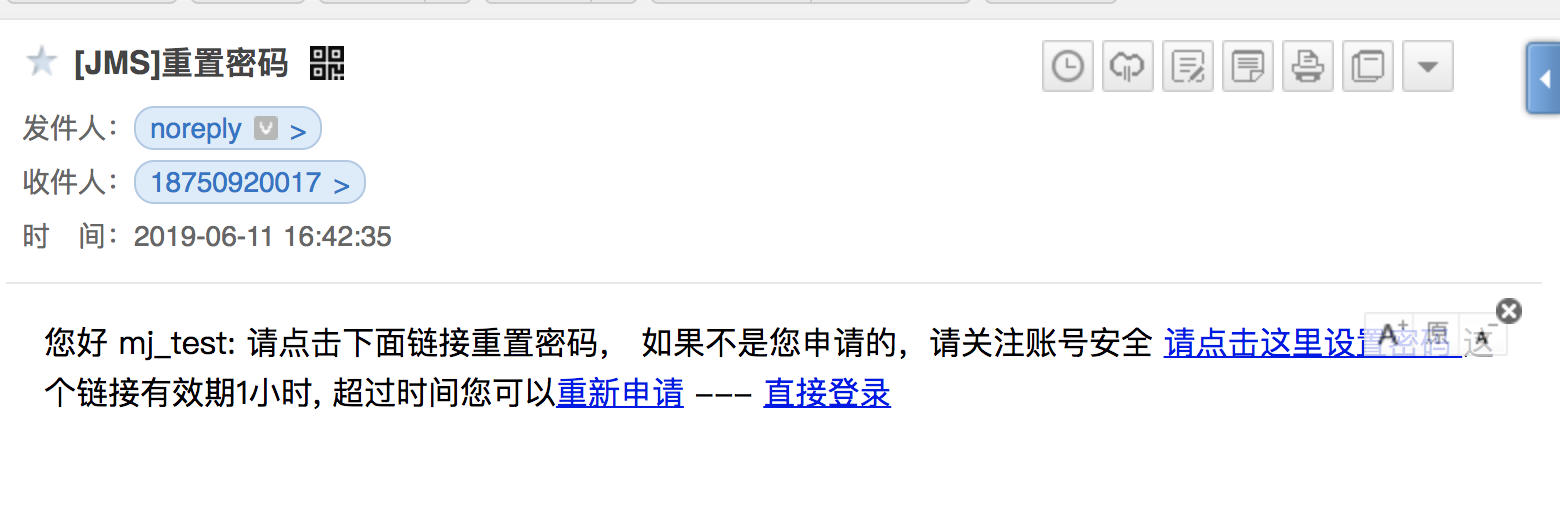 [JMS]重置密码
发件人： noreply >
收件人： 18750920017 >
时 间： 2019-06-11 16:42:35
您好 mj_test: 请点击下面链接重置密码， 如果不是您申请的，请关注账号安全 请点击这里设置密码 这
A+ 原 A-
个链接有效期1小时, 超过时间您可以重新申请 --- 直接登录